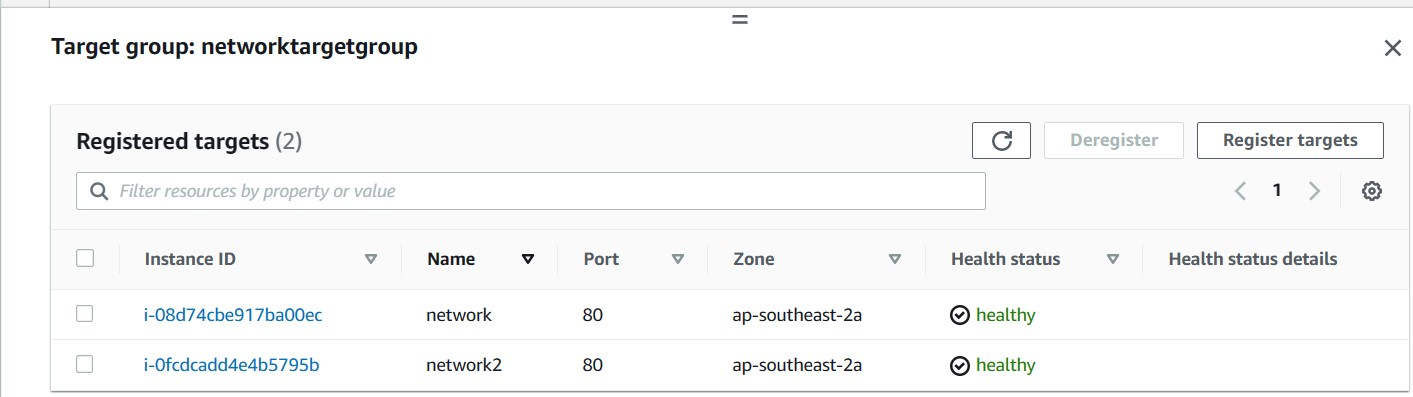 Target group: networktargetgroup
Registered targets (2)
Deregister
Register targets
Filter resources by property or value
1
Instance ID Name Port Zone Health status Health status details
i-08d74cbe917ba00ec network 80 ap-southeast-2a healthy
i-0fcdcadd4e4b5795b network2 80 ap-southeast-2a healthy